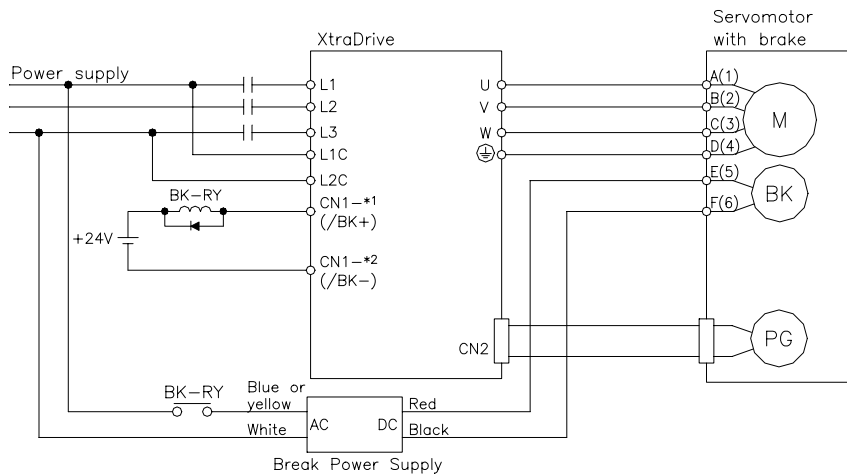 Servomotor
with brake
XtraDrive
Power supply
L1
U
A(1)
L2
V
B(2)
M
L3
W
C(3)
L1C
D(4)
L2C
E(5)
BK-RY
BK
CN1-*1
(/BK+)
F(6)
+24V
CN1-*2
(/BK-)
CN2
PG
BK-RY
Blue or
yellow
Red
White
AC
DC
Black
Break Power Supply